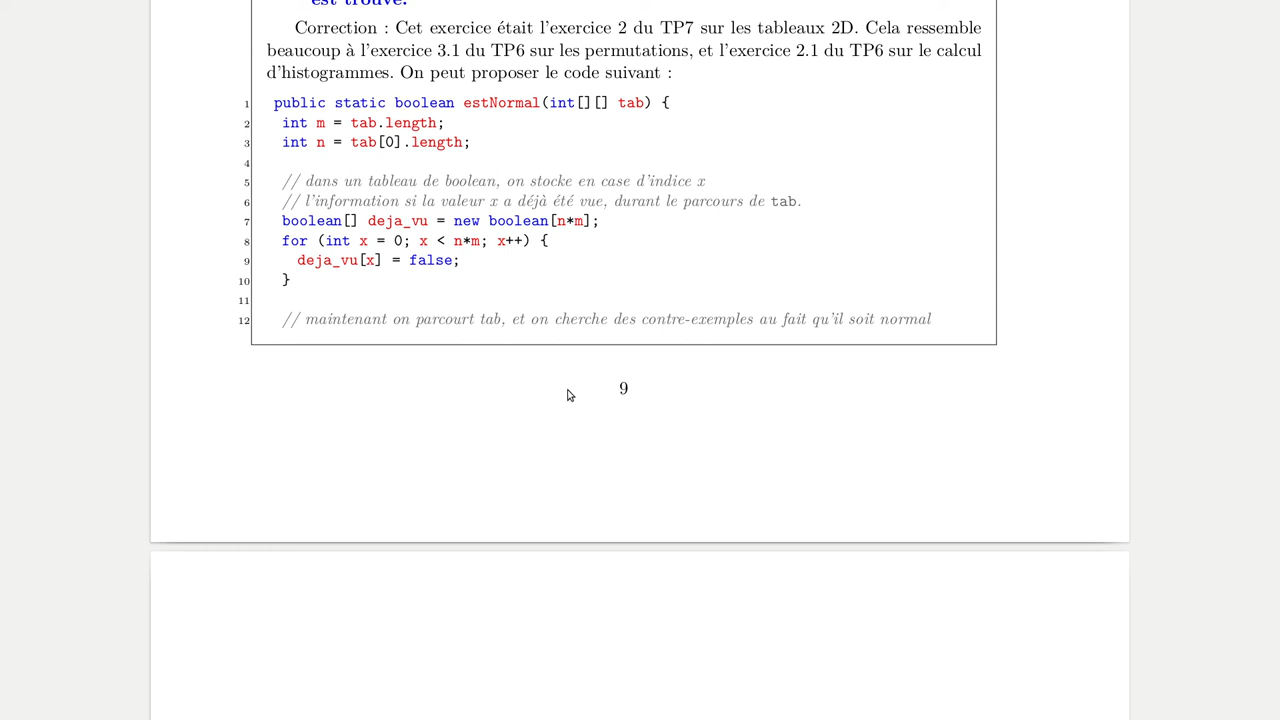 est trouvé.
Correction : Cet exercice était l'exercice 2 du TP7 sur les tableaux 2D. Cela ressemble
beaucoup à l'exercice 3.1 du TP6 sur les permutations, et l'exercice 2.1 du TP6 sur le calcul
d'histogrammes. On peut proposer le code suivant :
1 public static boolean estNormal(int[][] tab) {
2 int m = tab.length;
3 int n = tab[0].length;
4
5 // dans un tableau de boolean, on stocke en case d'indice x
6 // l'information si la valeur x a déjà été vue, durant le parcours de tab.
7 boolean[] deja_vu = new boolean[n*m];
8 for (int x = 0; x < n*m; x++) {
9 deja_vu[x] = false;
10 }
11
12 // maintenant on parcourt tab, et on cherche des contre-exemples au fait qu'il soit normal
9